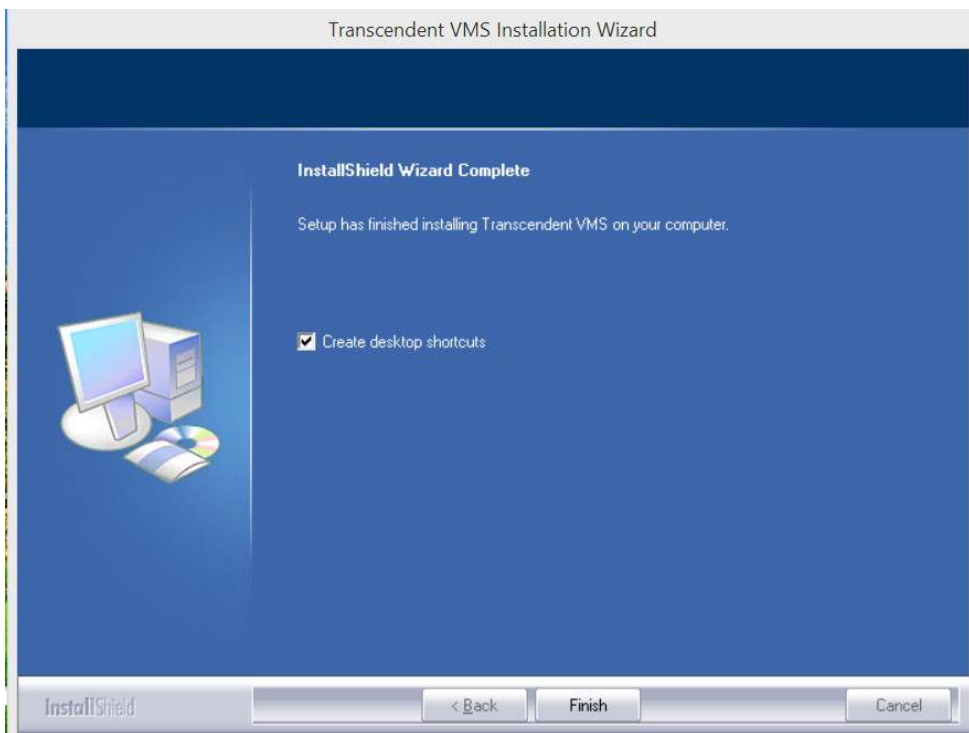 Transcendent VMS Installation Wizard
InstallShield Wizard Complete
Setup has finished installing Transcendent VMS on your computer.
Create desktop shortcuts
InstallShield
< Back
Finish
Cancel